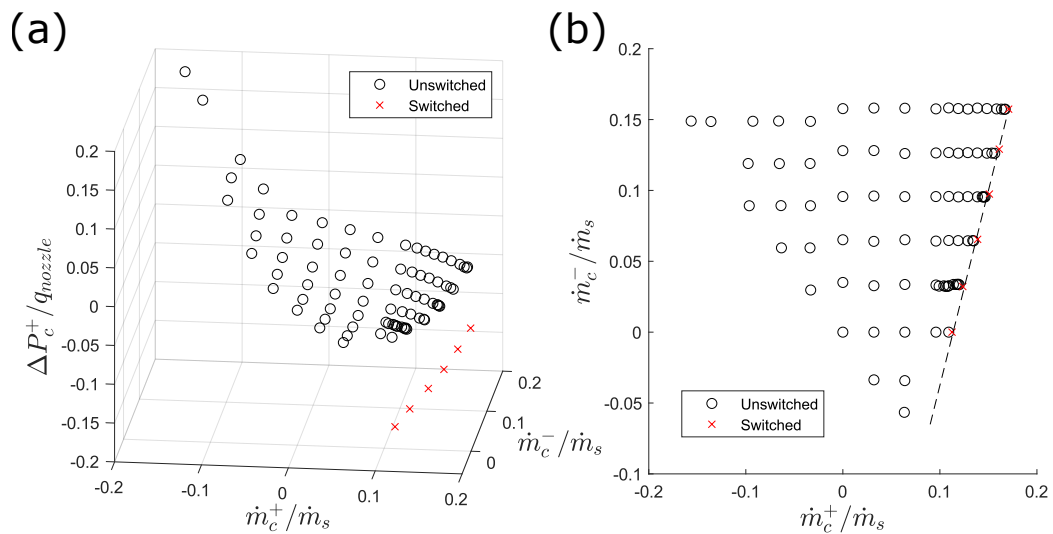 (a)
Unswitched
Switched
0.2
0.15
0.1
0.05
0
-0.05
-0.1
-0.15
-0.2
ΔP_c^+/q_{nozzle}
-0.2
-0.1
0
0.1
0.2
ṁ_c^+/ṁ_s
0
0.1
0.2
ṁ_c^-/ṁ_s
(b)
0.2
0.15
0.1
0.05
0
-0.05
-0.1
ṁ_c^-/ṁ_s
Unswitched
Switched
-0.2
-0.1
0
0.1
0.2
ṁ_c^+/ṁ_s